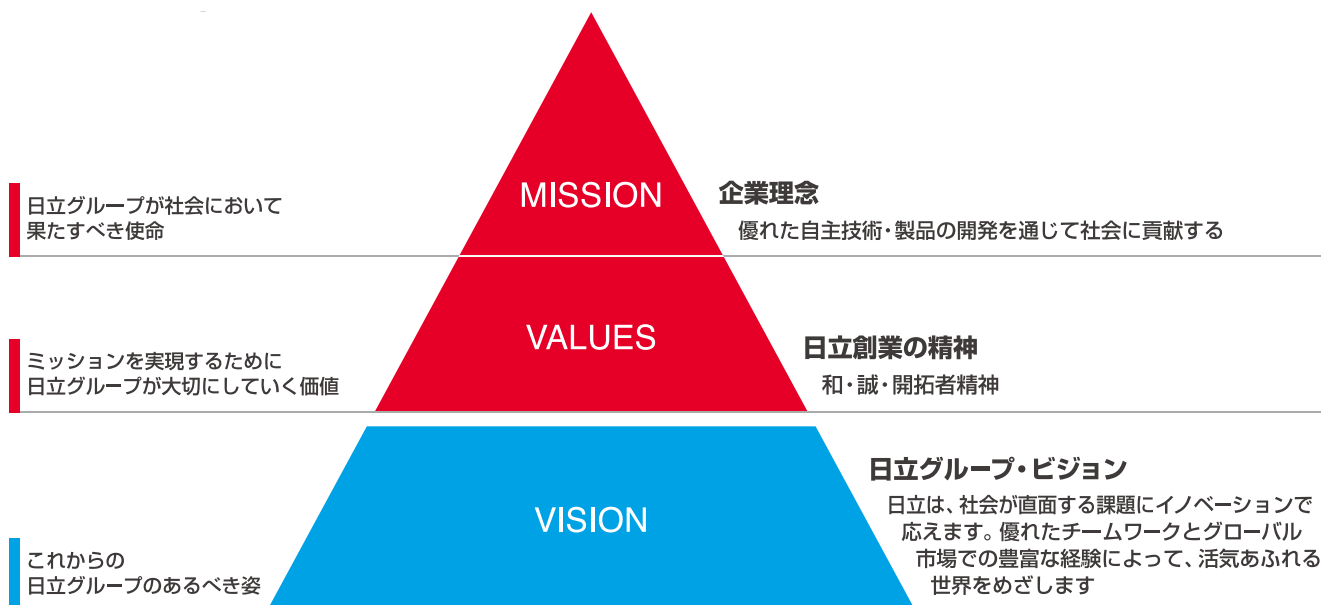 日立グループが社会において
果たすべき使命
MISSION
企業理念
優れた自主技術・製品の開発を通じて社会に貢献する
ミッションを実現するために
日立グループが大切にしていく価値
VALUES
日立創業の精神
和・誠・開拓者精神
これからの
日立グループのあるべき姿
VISION
日立グループ・ビジョン
日立は、社会が直面する課題にイノベーションで
応えます。優れたチームワークとグローバル
市場での豊富な経験によって、活気あふれる
世界をめざします